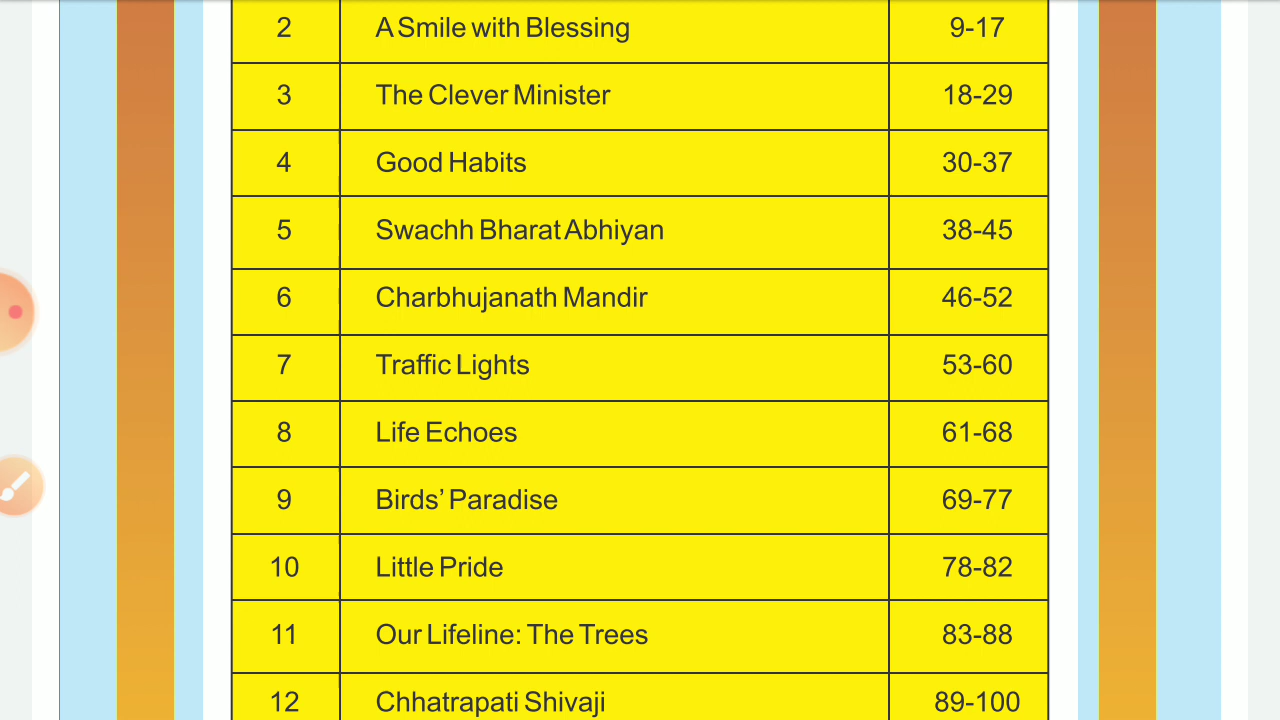 2 A Smile with Blessing 9-17
3 The Clever Minister 18-29
4 Good Habits 30-37
5 Swachh Bharat Abhiyan 38-45
6 Charbhujanath Mandir 46-52
7 Traffic Lights 53-60
8 Life Echoes 61-68
9 Birds’ Paradise 69-77
10 Little Pride 78-82
11 Our Lifeline: The Trees 83-88
12 Chhatrapati Shivaji 89-100